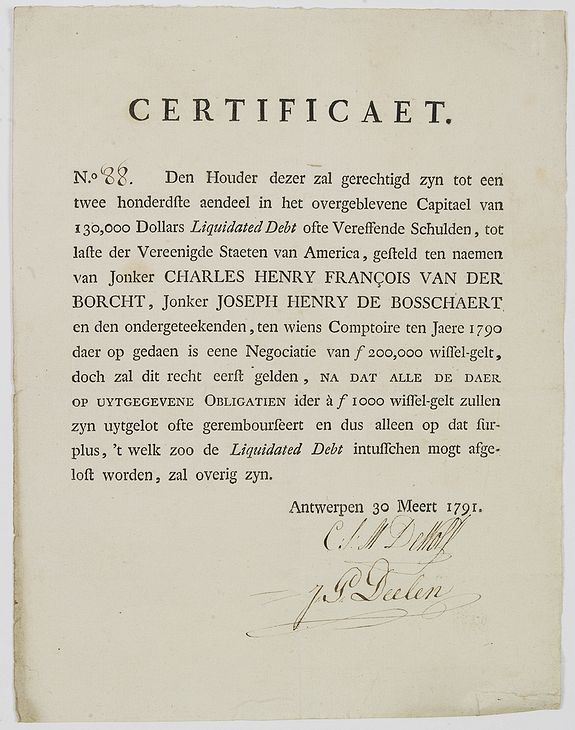 CERTIFICAET.
N.o 88. Den Houder dezer zal gerechtigd zyn tot een
twee honderdſte aendeel in het overgeblevene Capitael van
130,000 Dollars Liquidated Debt ofte Vereffende Schulden, tot
laſte der Vereenigde Staeten van America, geſteld ten naemen
van Jonker CHARLES HENRY FRANÇOIS VAN DER
BORCHT, Jonker JOSEPH HENRY DE BOSSCHAERT
en den ondergeteekenden, ten wiens Comptoire ten Jaere 1790
daer op gedaen is eene Negociatie van ƒ 200,000 wiſſel-gelt,
doch zal dit recht eerſt gelden, NA DAT ALLE DE DAER
OP UYTGEGEVENE OBLIGATIEN ider à ƒ 1000 wiſſel-gelt zullen
zyn uytgelot ofte gerembourſeert en dus alleen op dat ſur-
plus, 't welk zoo de Liquidated Debt intuſſchen mogt afge-
loſt worden, zal overig zyn.
Antwerpen 30 Meert 1791.
C. J. M De Wolf
J. P. Deelen